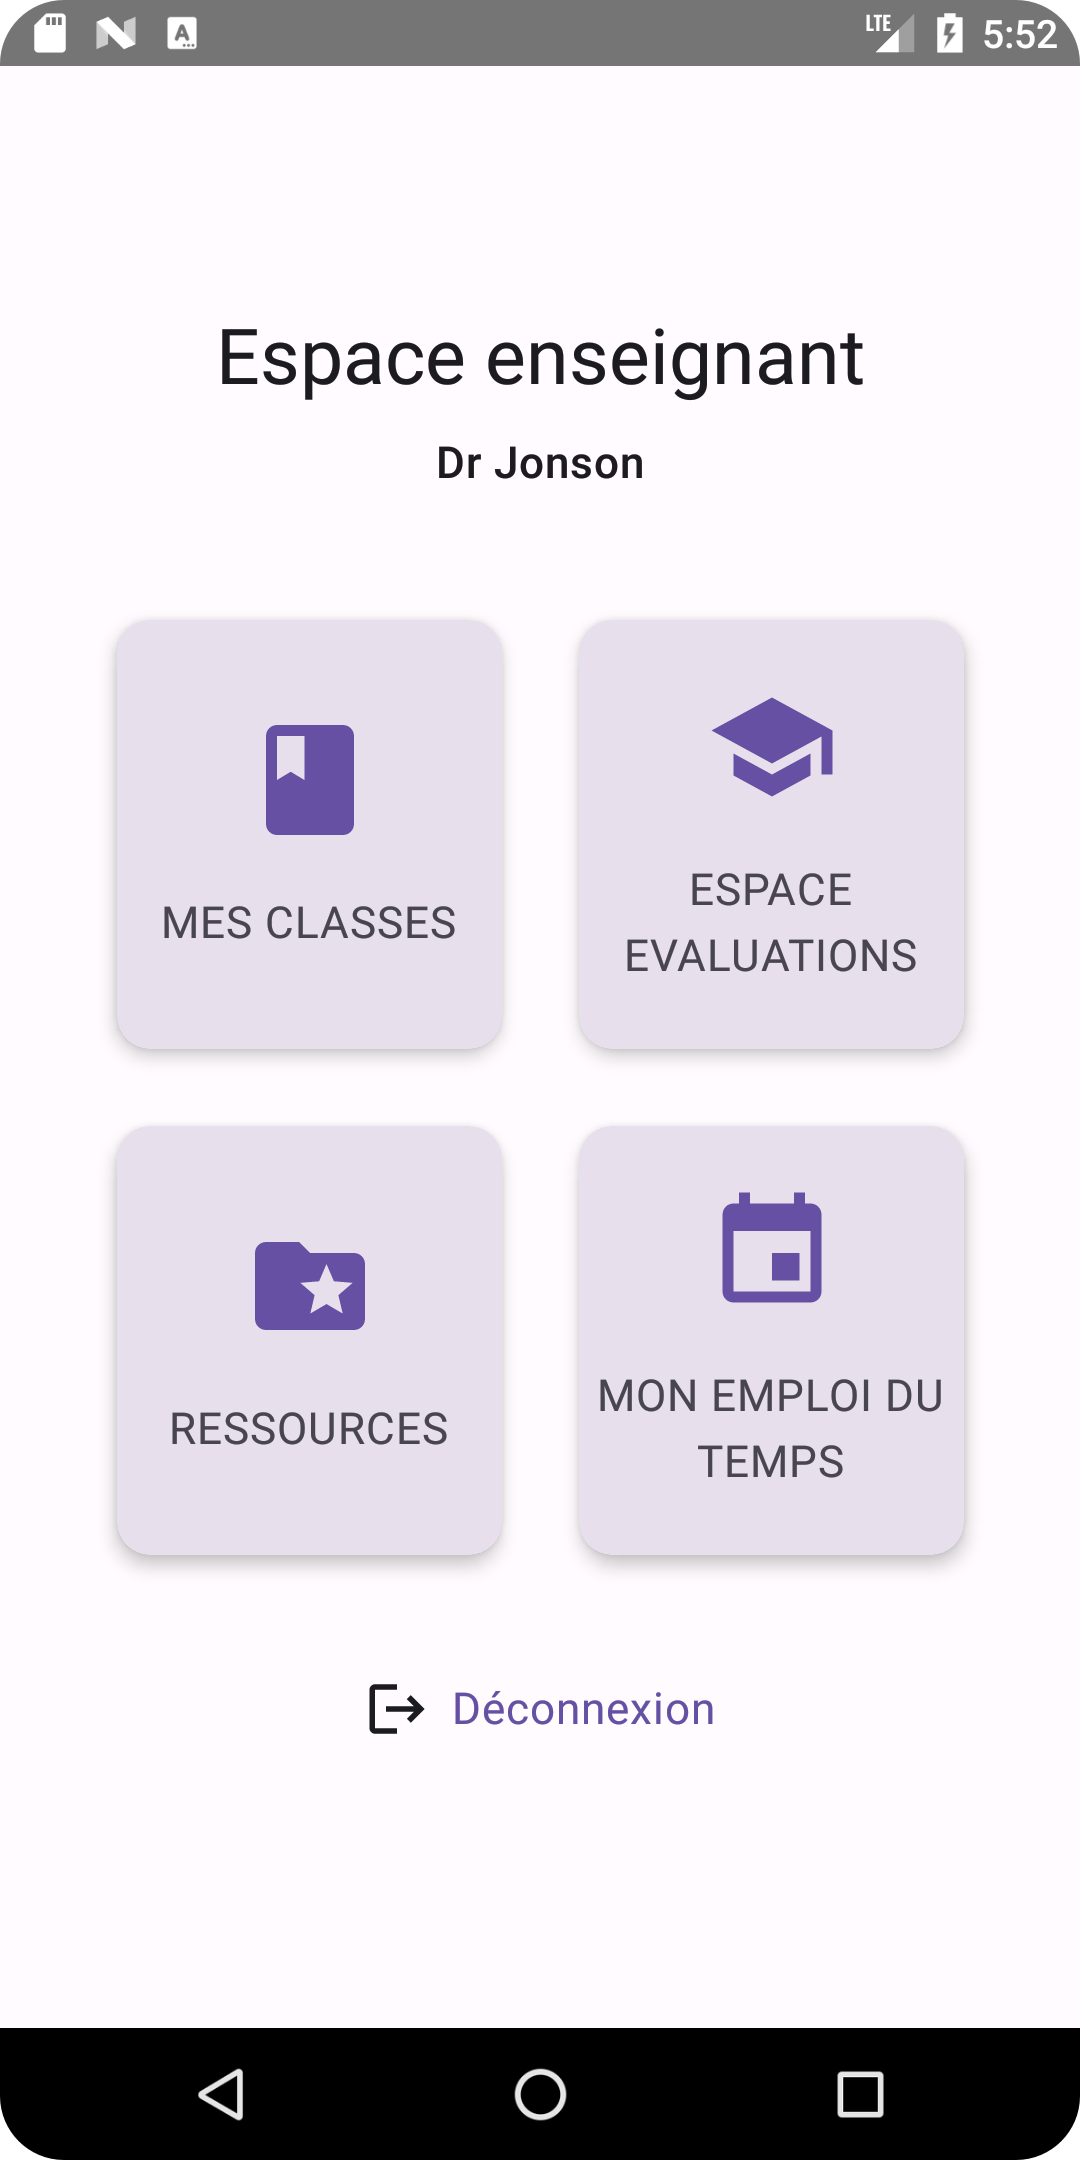 LTE 5:52
Espace enseignant
Dr Jonson
MES CLASSES
ESPACE
EVALUATIONS
RESSOURCES
MON EMPLOI DU
TEMPS
Déconnexion